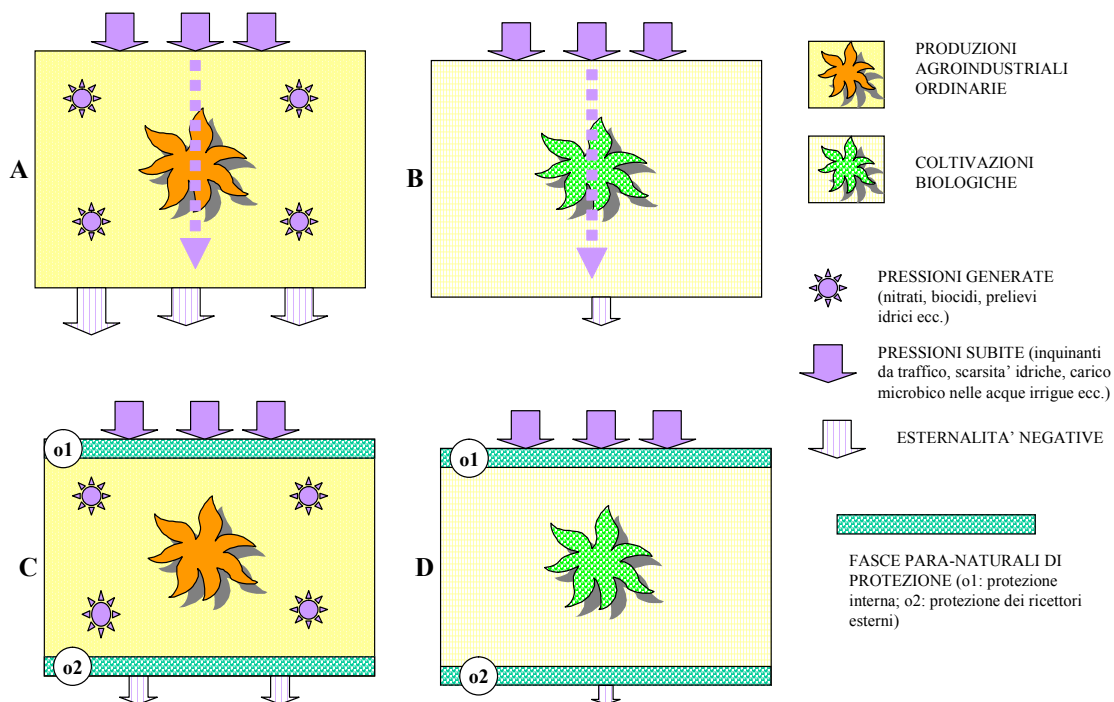 A
B
C
D
o1
o2
o1
o2
PRODUZIONI
AGROINDUSTRIALI
ORDINARIE
COLTIVAZIONI
BIOLOGICHE
PRESSIONI GENERATE
(nitrati, biocidi, prelievi
idrici ecc.)
PRESSIONI SUBITE (inquinanti
da traffico, scarsita' idriche, carico
microbico nelle acque irrigue ecc.)
ESTERNALITA' NEGATIVE
FASCE PARA-NATURALI DI
PROTEZIONE (o1: protezione
interna; o2: protezione dei ricettori
esterni)